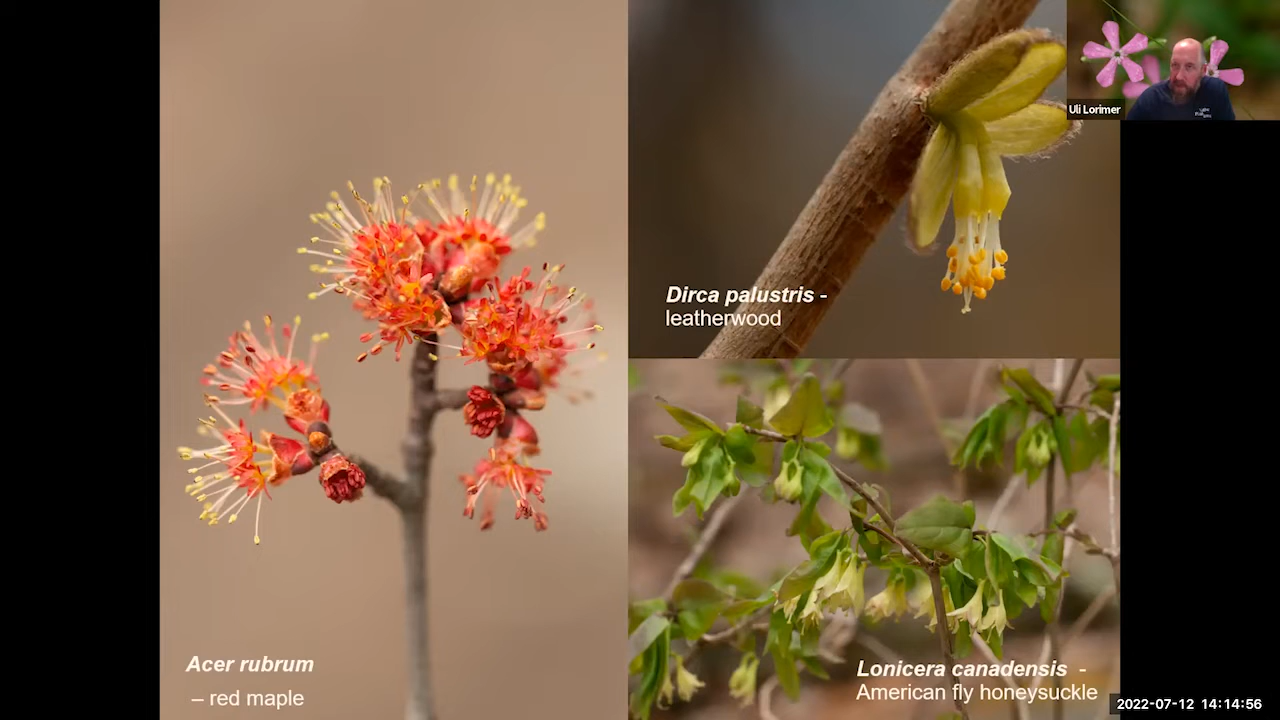 Uli Lorimer
Dirca palustris -
leatherwood
Acer rubrum
– red maple
Lonicera canadensis -
American fly honeysuckle
2022-07-12 14:14:56